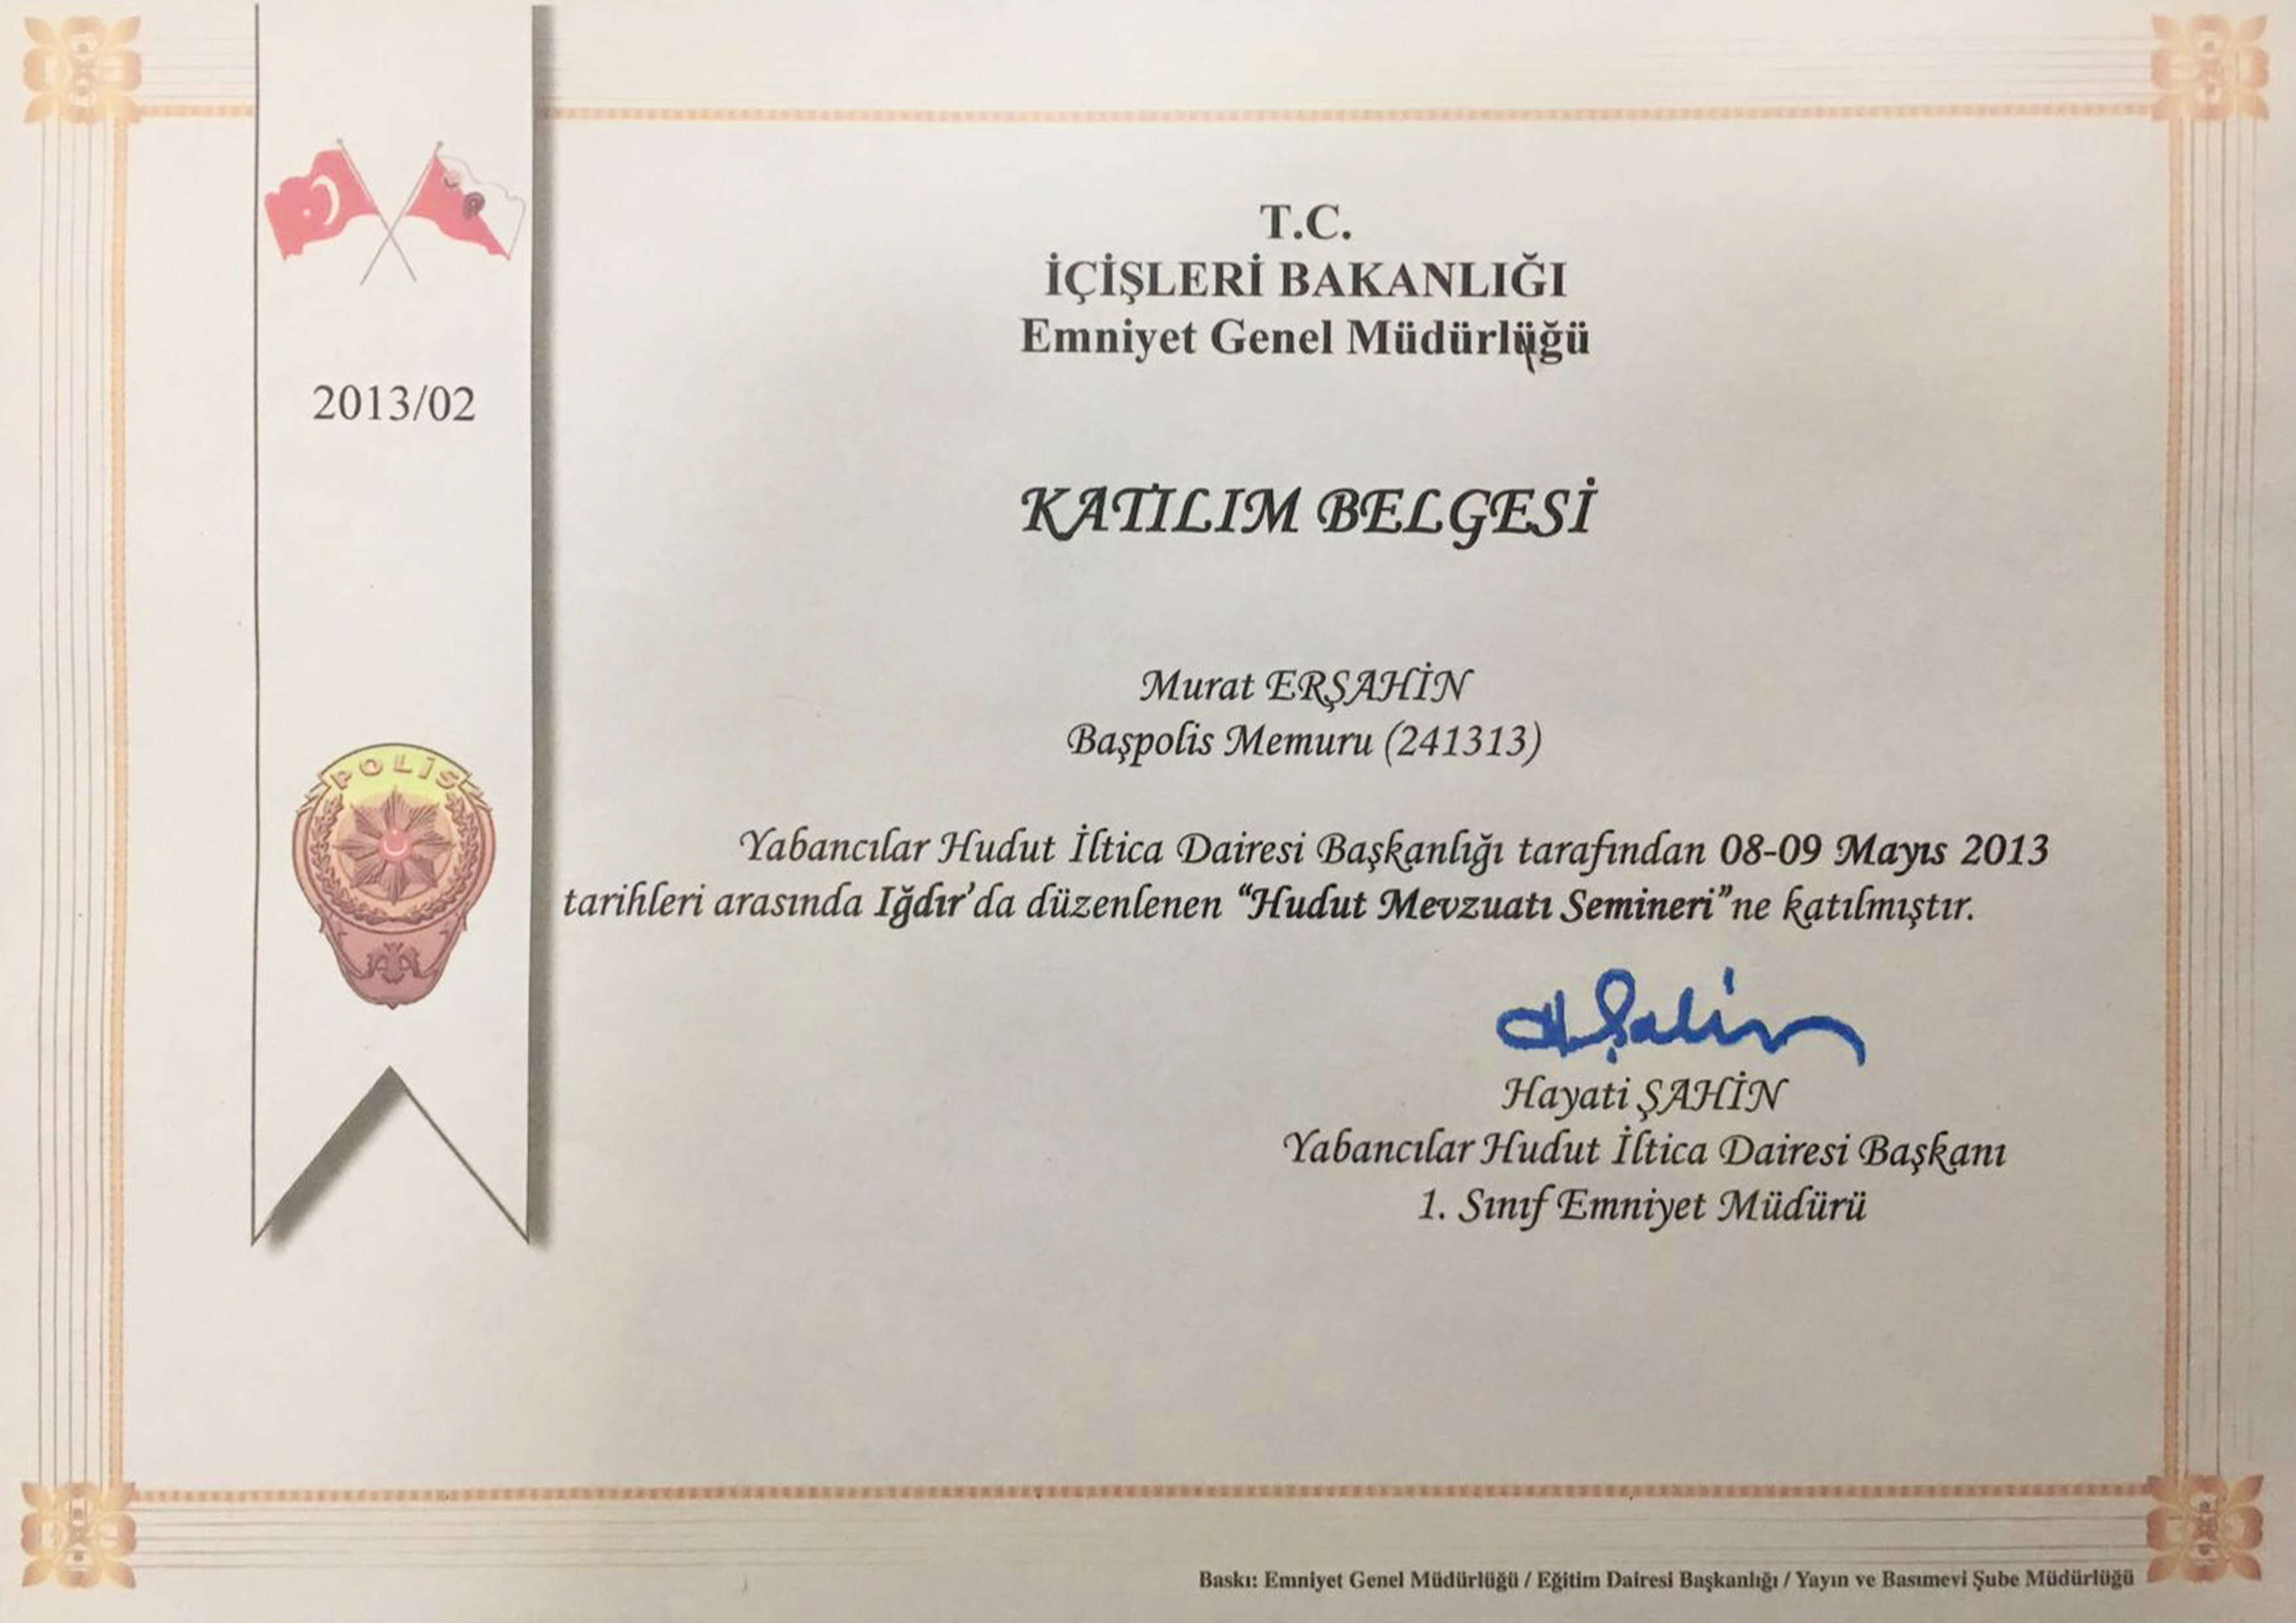 T.C.
İÇİŞLERİ BAKANLIĞI
Emniyet Genel Müdürlüğü
2013/02
KATILIM BELGESİ
Murat ERŞAHİN
Başpolis Memuru (241313)
POLİS
Yabancılar Hudut İltica Dairesi Başkanlığı tarafından 08-09 Mayıs 2013
tarihleri arasında Iğdır'da düzenlenen “Hudut Mevzuatı Semineri”ne katılmıştır.
Hayati ŞAHİN
Yabancılar Hudut İltica Dairesi Başkanı
1. Sınıf Emniyet Müdürü
Baskı: Emniyet Genel Müdürlüğü / Eğitim Dairesi Başkanlığı / Yayın ve Basımevi Şube Müdürlüğü